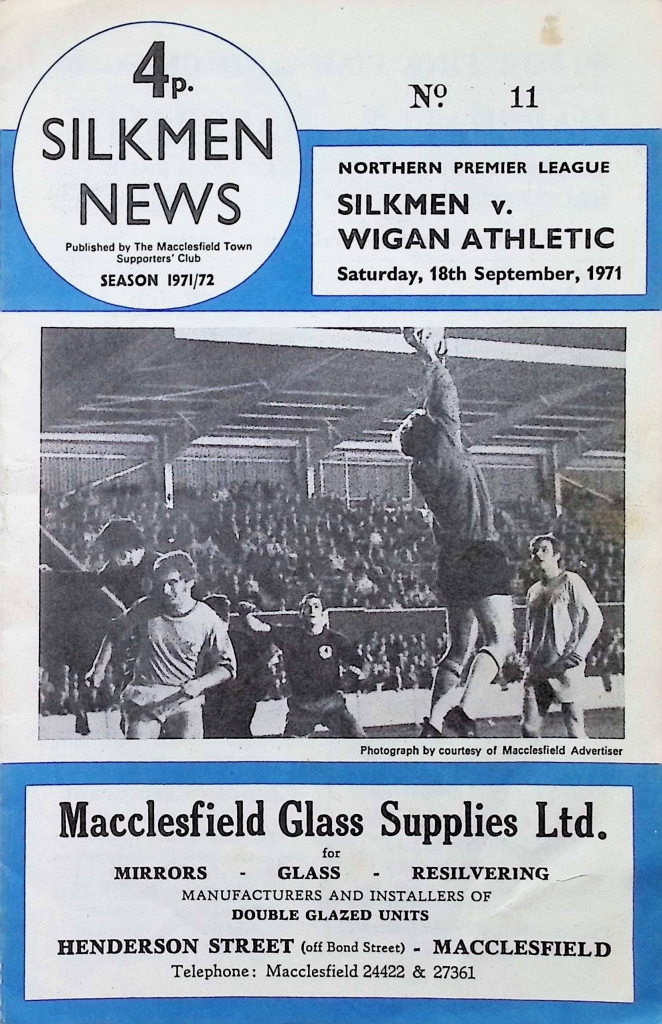 4p.
SILKMEN
NEWS
Published by The Macclesfield Town
Supporters' Club
SEASON 1971/72
No. 11
NORTHERN PREMIER LEAGUE
SILKMEN v.
WIGAN ATHLETIC
Saturday, 18th September, 1971
Photograph by courtesy of Macclesfield Advertiser
Macclesfield Glass Supplies Ltd.
for
MIRRORS - GLASS - RESILVERING
MANUFACTURERS AND INSTALLERS OF
DOUBLE GLAZED UNITS
HENDERSON STREET (off Bond Street) - MACCLESFIELD
Telephone: Macclesfield 24422 & 27361